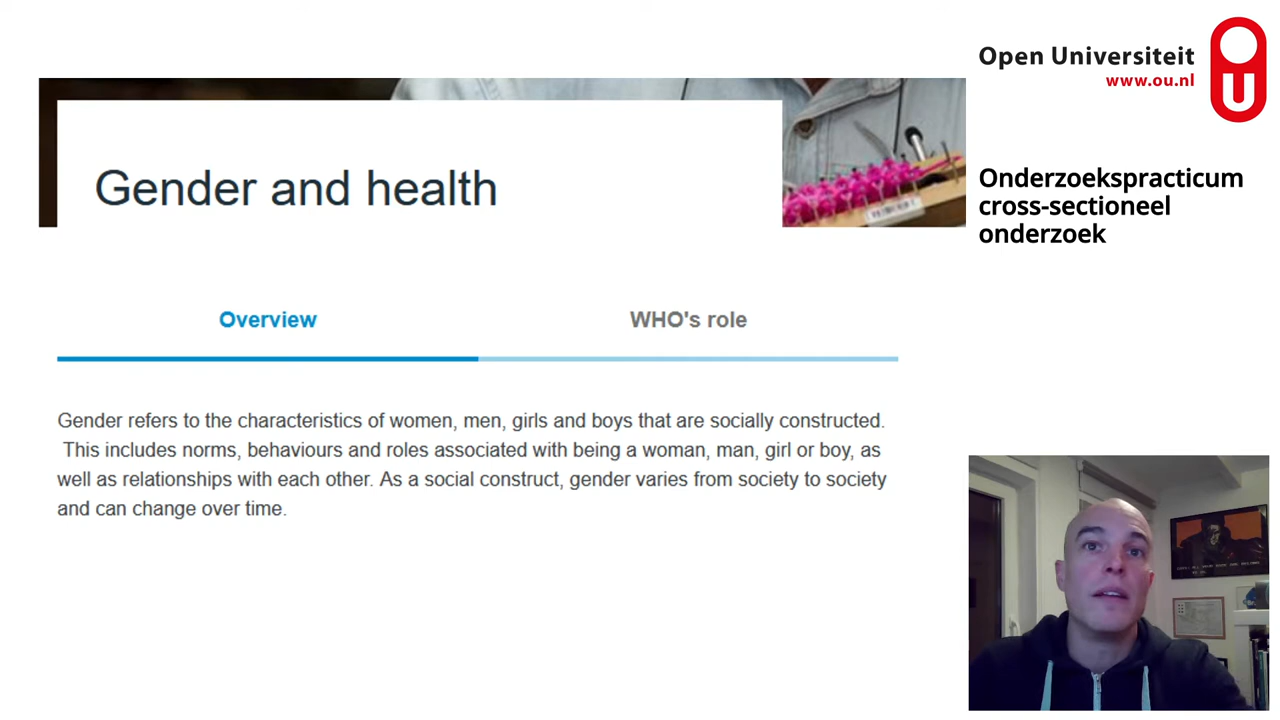 Open Universiteit
www.ou.nl
Onderzoekspracticum
cross-sectioneel
onderzoek
Gender and health
Overview
WHO's role
Gender refers to the characteristics of women, men, girls and boys that are socially constructed.
This includes norms, behaviours and roles associated with being a woman, man, girl or boy, as
well as relationships with each other. As a social construct, gender varies from society to society
and can change over time.